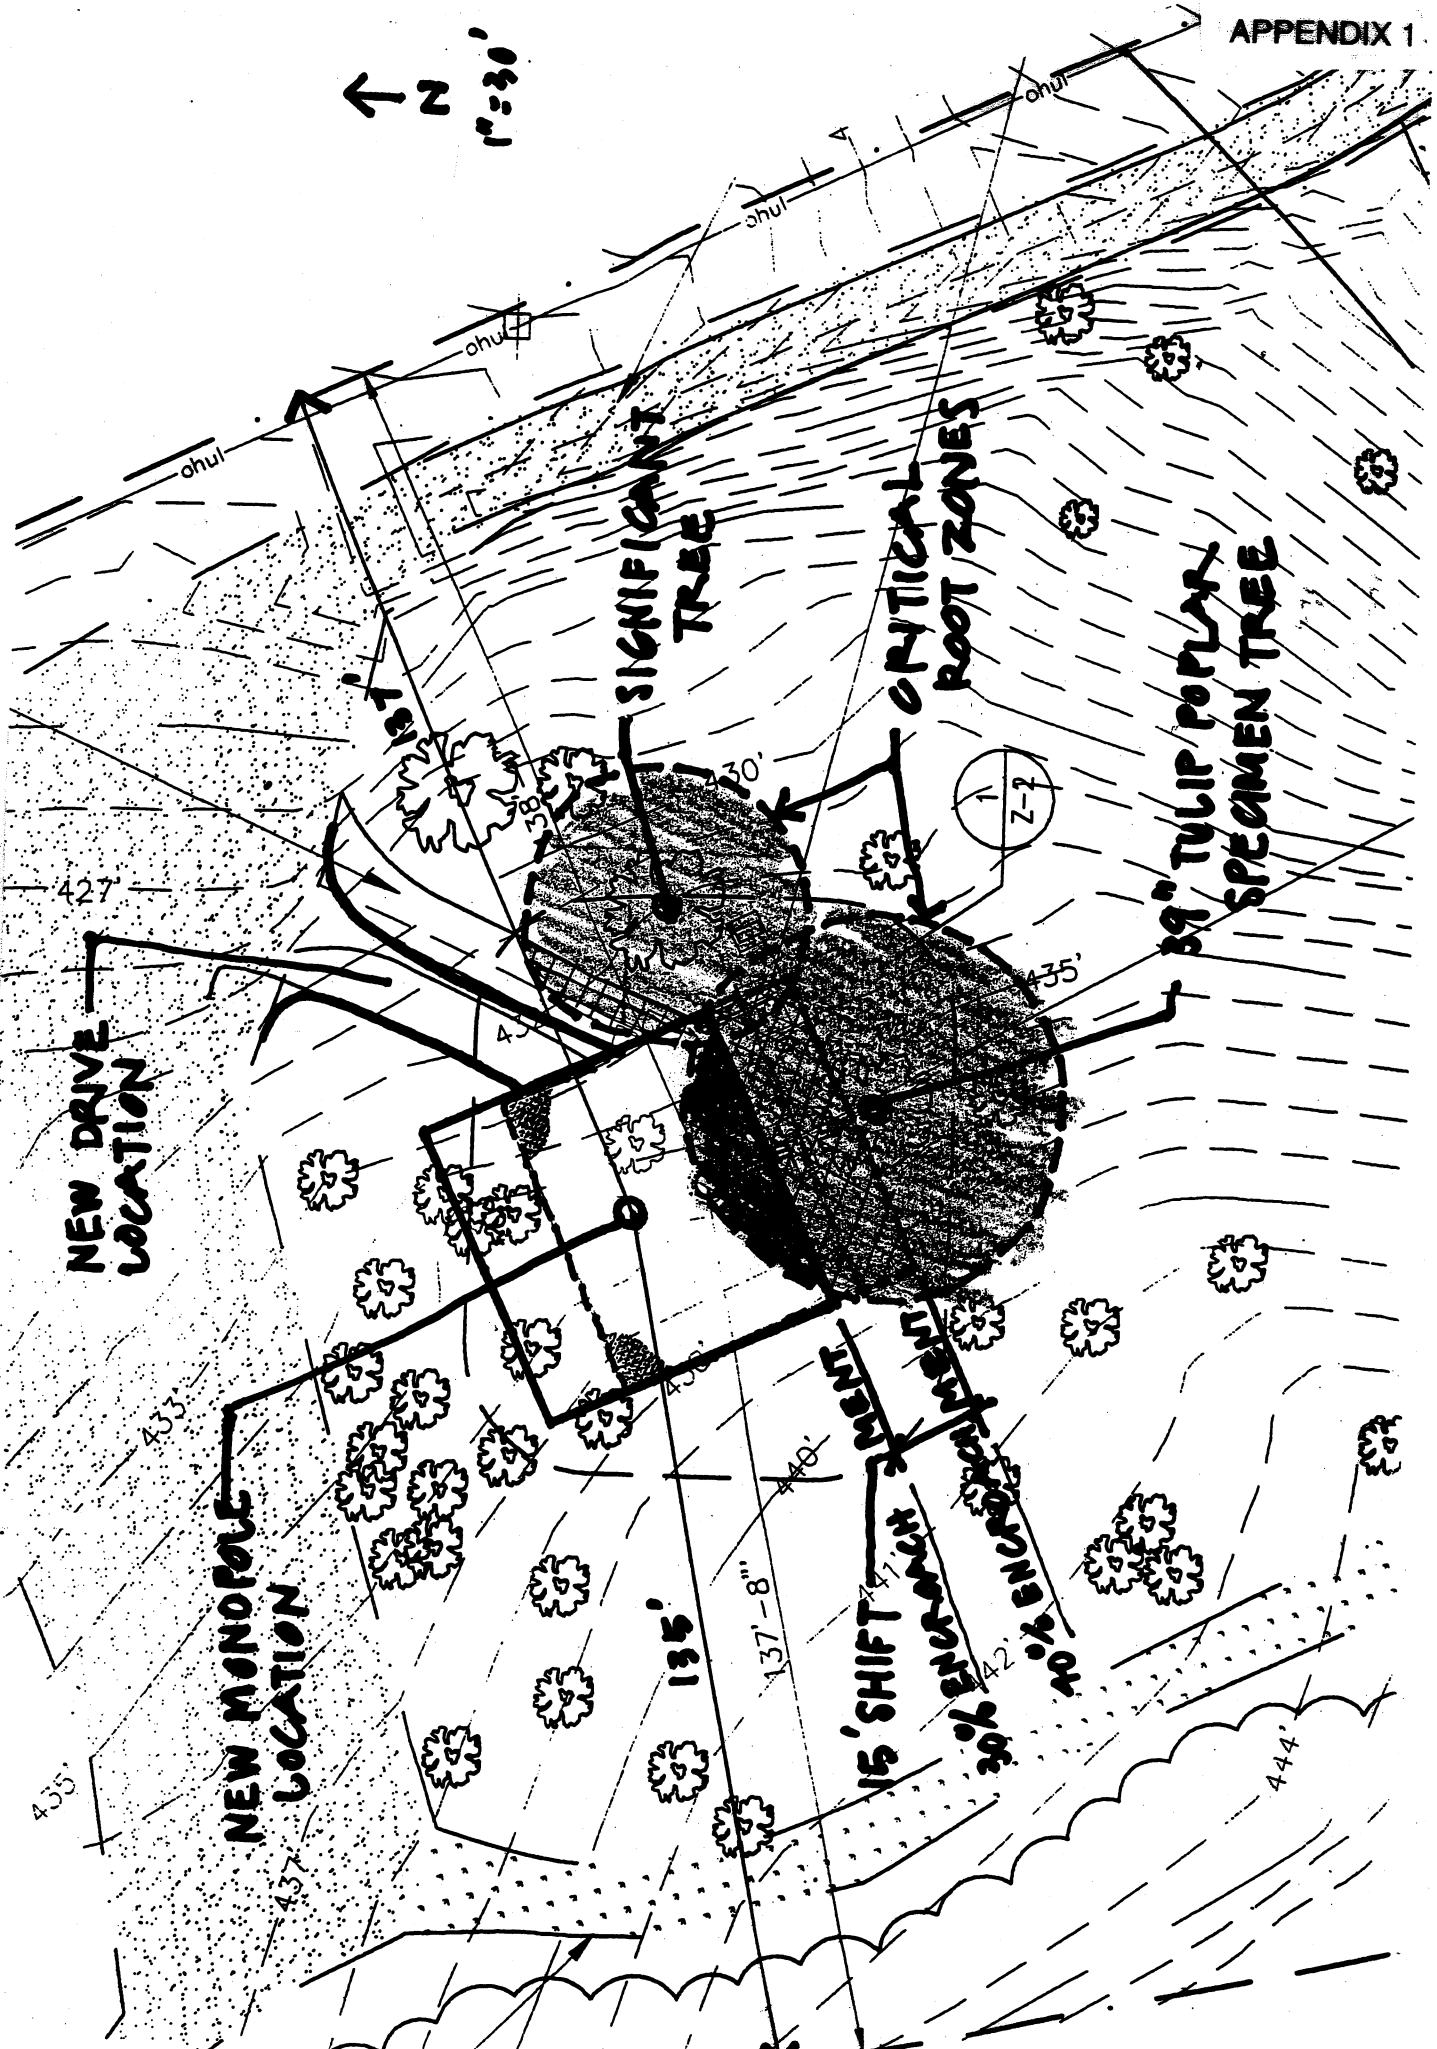 APPENDIX 1
N
1"=30'
ohul
ohul
ohul
ohul
SIGNIFICANT
TREE
CRITICAL
ROOT ZONES
39" TULIP POPLAR
SPECIMEN TREE
137'
38
430'
1
Z-2
427'
435'
NEW DRIVE
LOCATION
NEW MONOPOLE
LOCATION
433'
435'
437'
440'
135'
137'-8"
15' SHIFT
30% ENCROACHMENT
40% ENCROACHMENT
441'
442'
444'